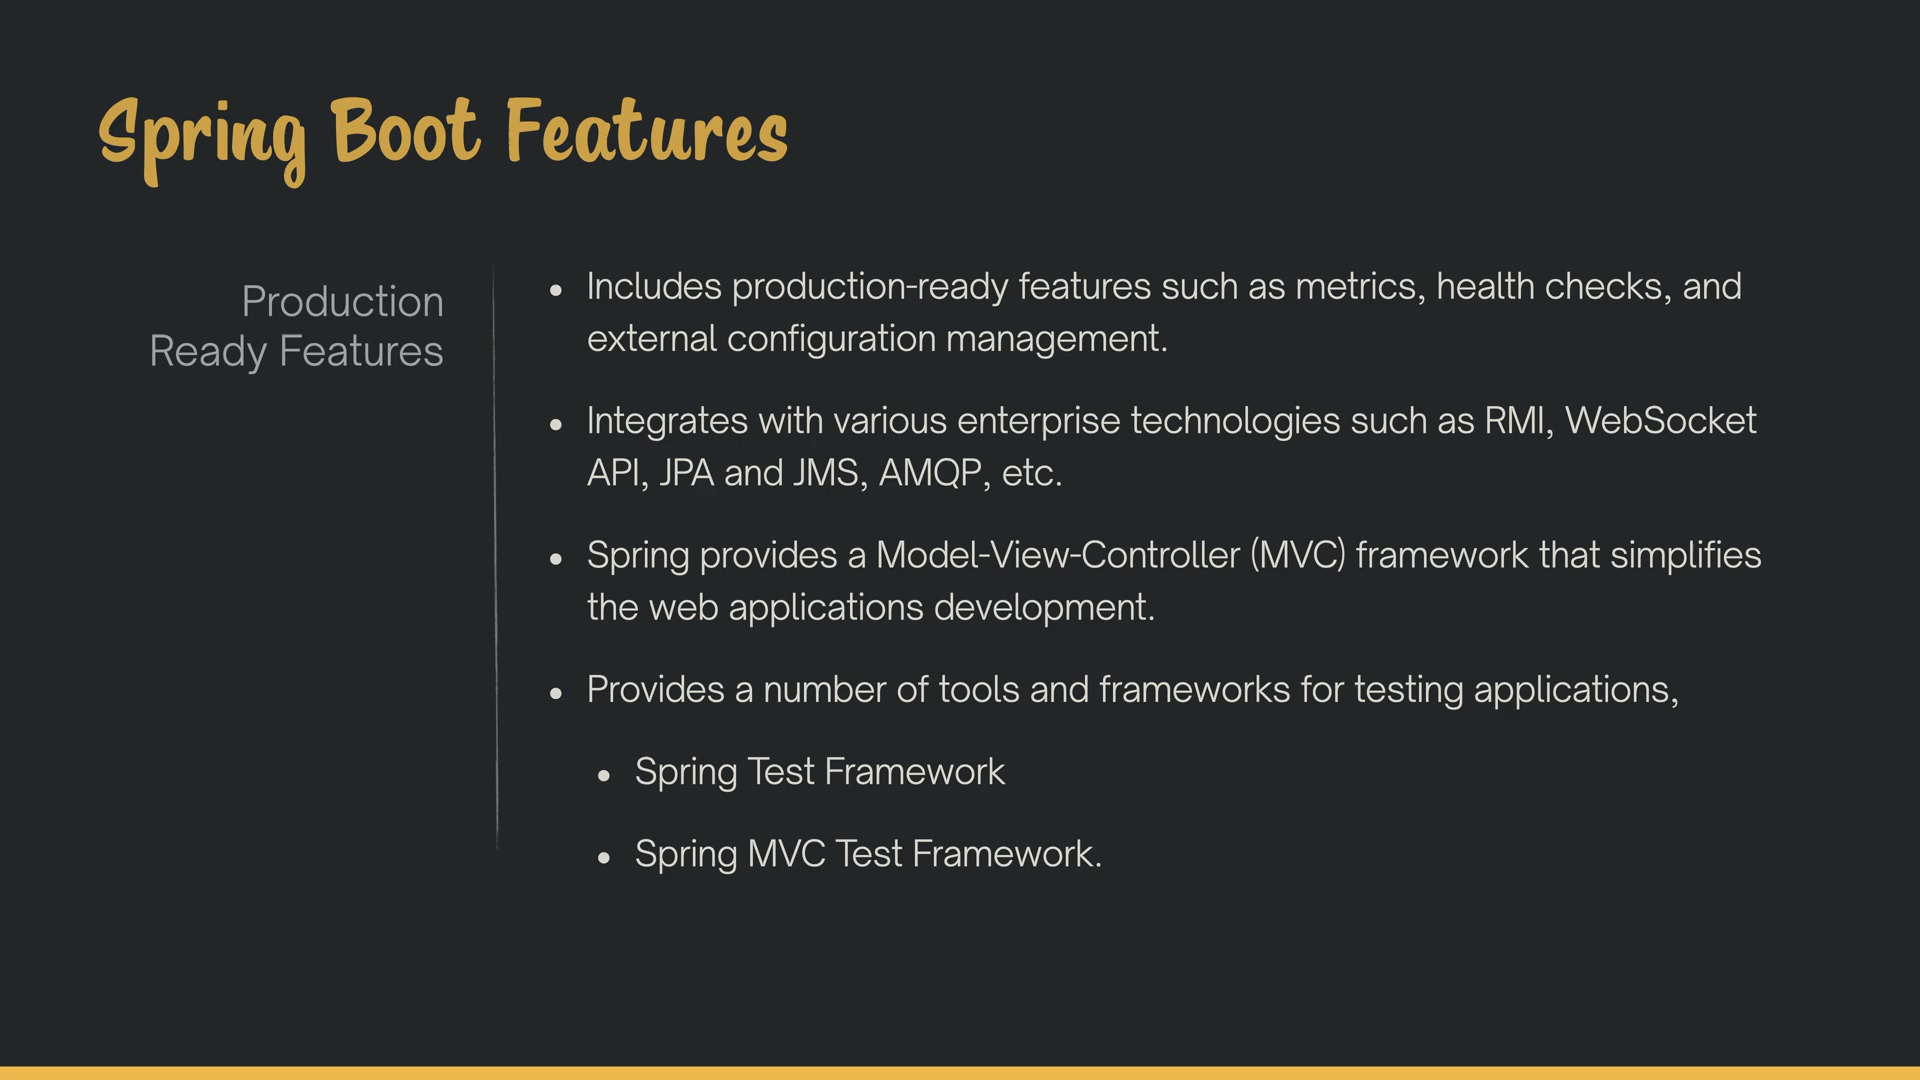 Spring Boot Features
Production
Ready Features
• Includes production-ready features such as metrics, health checks, and
external configuration management.
• Integrates with various enterprise technologies such as RMI, WebSocket
API, JPA and JMS, AMQP, etc.
• Spring provides a Model-View-Controller (MVC) framework that simplifies
the web applications development.
• Provides a number of tools and frameworks for testing applications,
• Spring Test Framework
• Spring MVC Test Framework.